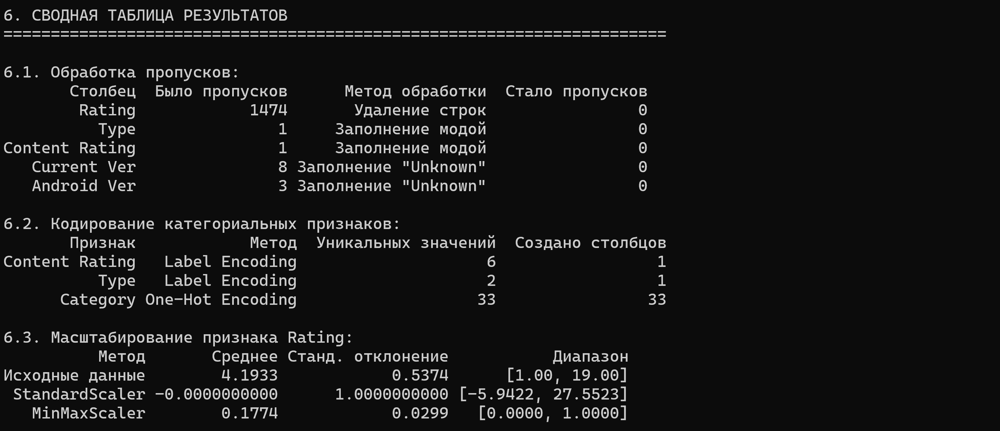 6. СВОДНАЯ ТАБЛИЦА РЕЗУЛЬТАТОВ
======================================================================
6.1. Обработка пропусков:
Столбец Было пропусков Метод обработки Стало пропусков
Rating 1474 Удаление строк 0
Type 1 Заполнение модой 0
Content Rating 1 Заполнение модой 0
Current Ver 8 Заполнение "Unknown" 0
Android Ver 3 Заполнение "Unknown" 0
6.2. Кодирование категориальных признаков:
Признак Метод Уникальных значений Создано столбцов
Content Rating Label Encoding 6 1
Type Label Encoding 2 1
Category One-Hot Encoding 33 33
6.3. Масштабирование признака Rating:
Метод Среднее Станд. отклонение Диапазон
Исходные данные 4.1933 0.5374 [1.00, 19.00]
StandardScaler -0.0000000000 1.0000000000 [-5.9422, 27.5523]
MinMaxScaler 0.1774 0.0299 [0.0000, 1.0000]